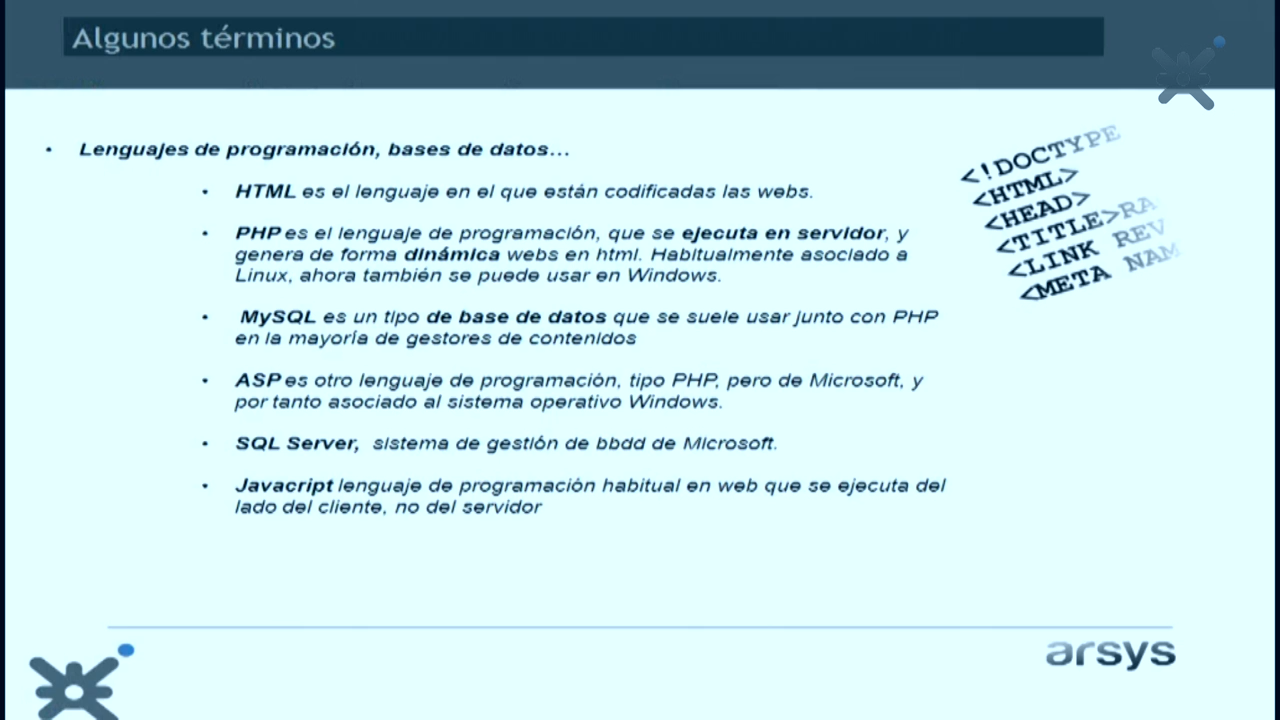 Algunos términos
• Lenguajes de programación, bases de datos...
• HTML es el lenguaje en el que están codificadas las webs.
• PHP es el lenguaje de programación, que se ejecuta en servidor, y
genera de forma dinámica webs en html. Habitualmente asociado a
Linux, ahora también se puede usar en Windows.
• MySQL es un tipo de base de datos que se suele usar junto con PHP
en la mayoría de gestores de contenidos
• ASP es otro lenguaje de programación, tipo PHP, pero de Microsoft, y
por tanto asociado al sistema operativo Windows.
• SQL Server, sistema de gestión de bbdd de Microsoft.
• Javacript lenguaje de programación habitual en web que se ejecuta del
lado del cliente, no del servidor
<!DOCTYPE
<HTML>
<HEAD>
<TITLE>RA
<LINK REV
<META NAM
arsys